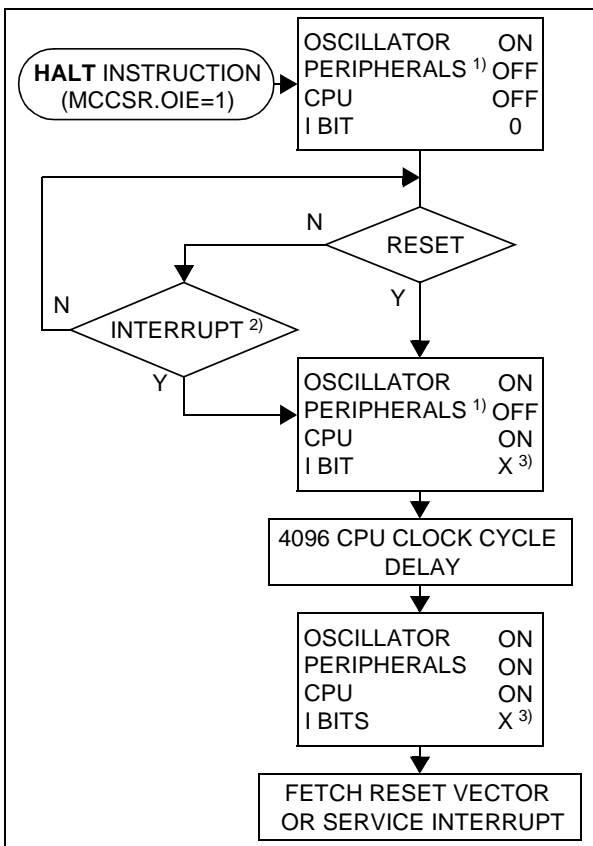 HALT INSTRUCTION
(MCCSR.OIE=1)
OSCILLATOR ON
PERIPHERALS 1) OFF
CPU OFF
I BIT 0
RESET
N
Y
INTERRUPT 2)
N
Y
OSCILLATOR ON
PERIPHERALS 1) OFF
CPU ON
I BIT X 3)
4096 CPU CLOCK CYCLE
DELAY
OSCILLATOR ON
PERIPHERALS ON
CPU ON
I BITS X 3)
FETCH RESET VECTOR
OR SERVICE INTERRUPT